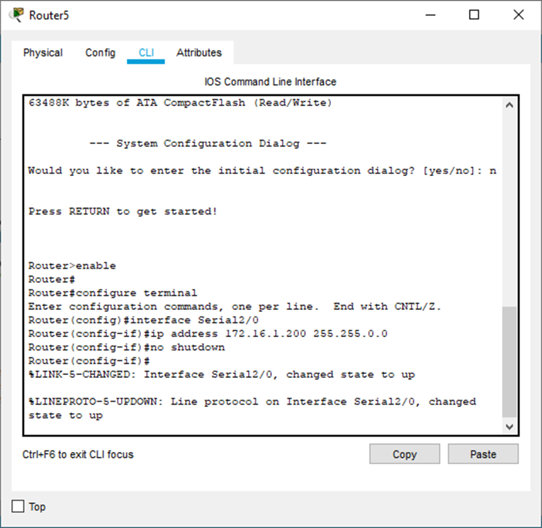 Router5
Physical Config CLI Attributes
IOS Command Line Interface
63488K bytes of ATA CompactFlash (Read/Write)
--- System Configuration Dialog ---
Would you like to enter the initial configuration dialog? [yes/no]: n
Press RETURN to get started!
Router>enable
Router#
Router#configure terminal
Enter configuration commands, one per line.  End with CNTL/Z.
Router(config)#interface Serial2/0
Router(config-if)#ip address 172.16.1.200 255.255.0.0
Router(config-if)#no shutdown
Router(config-if)#
%LINK-5-CHANGED: Interface Serial2/0, changed state to up
%LINEPROTO-5-UPDOWN: Line protocol on Interface Serial2/0, changed
state to up
Ctrl+F6 to exit CLI focus Copy Paste
Top